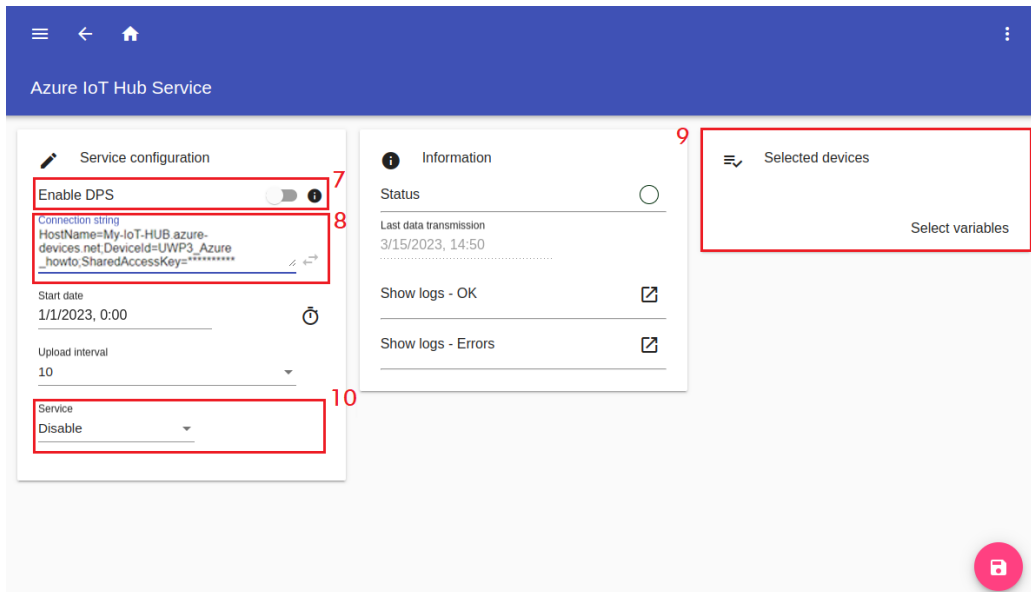 Azure IoT Hub Service
Service configuration
7
Enable DPS
8
Connection string
HostName=My-IoT-HUB.azure-
devices.net;DeviceId=UWP3_Azure
_howto;SharedAccessKey=**********
Start date
1/1/2023, 0:00
Upload interval
10
10
Service
Disable
Information
Status
Last data transmission
3/15/2023, 14:50
Show logs - OK
Show logs - Errors
9
Selected devices
Select variables